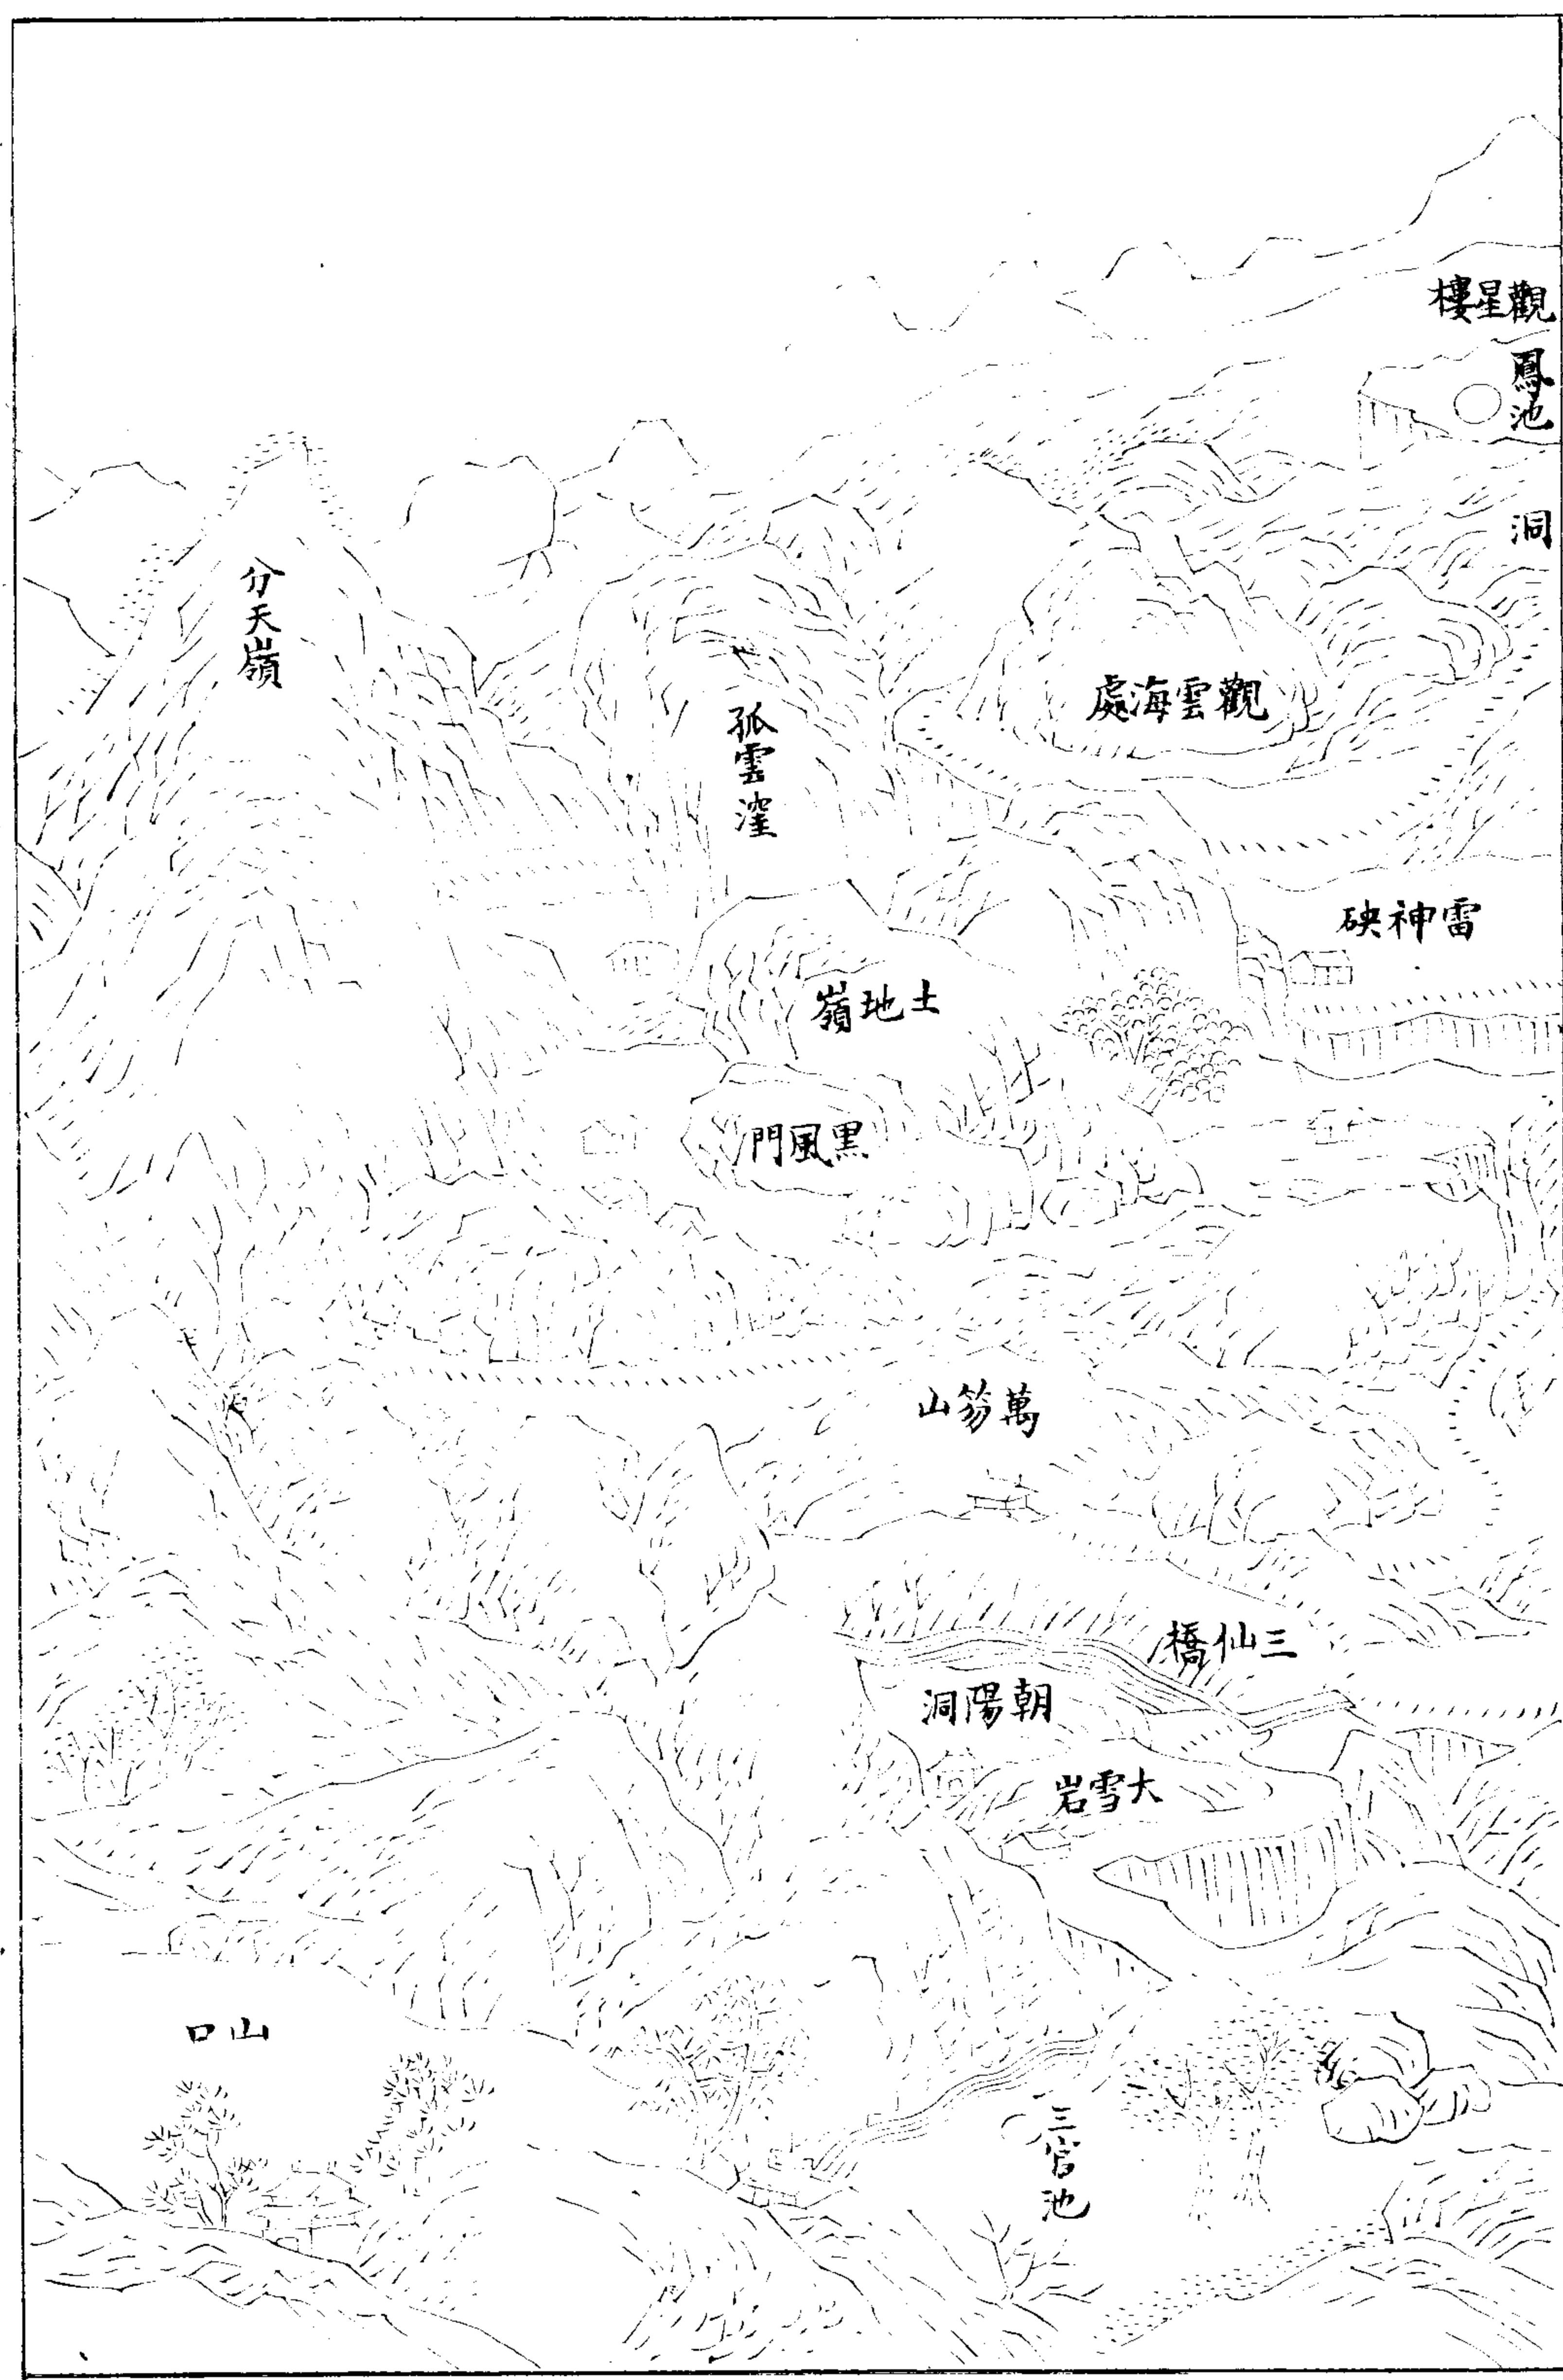 觀星樓
鳳池
洞
分天嶺
觀雲海處
孤雲漥
雷神硤
土地嶺
黑風門
萬笏山
三仙橋
朝陽洞
大雪岩
山口
三官池